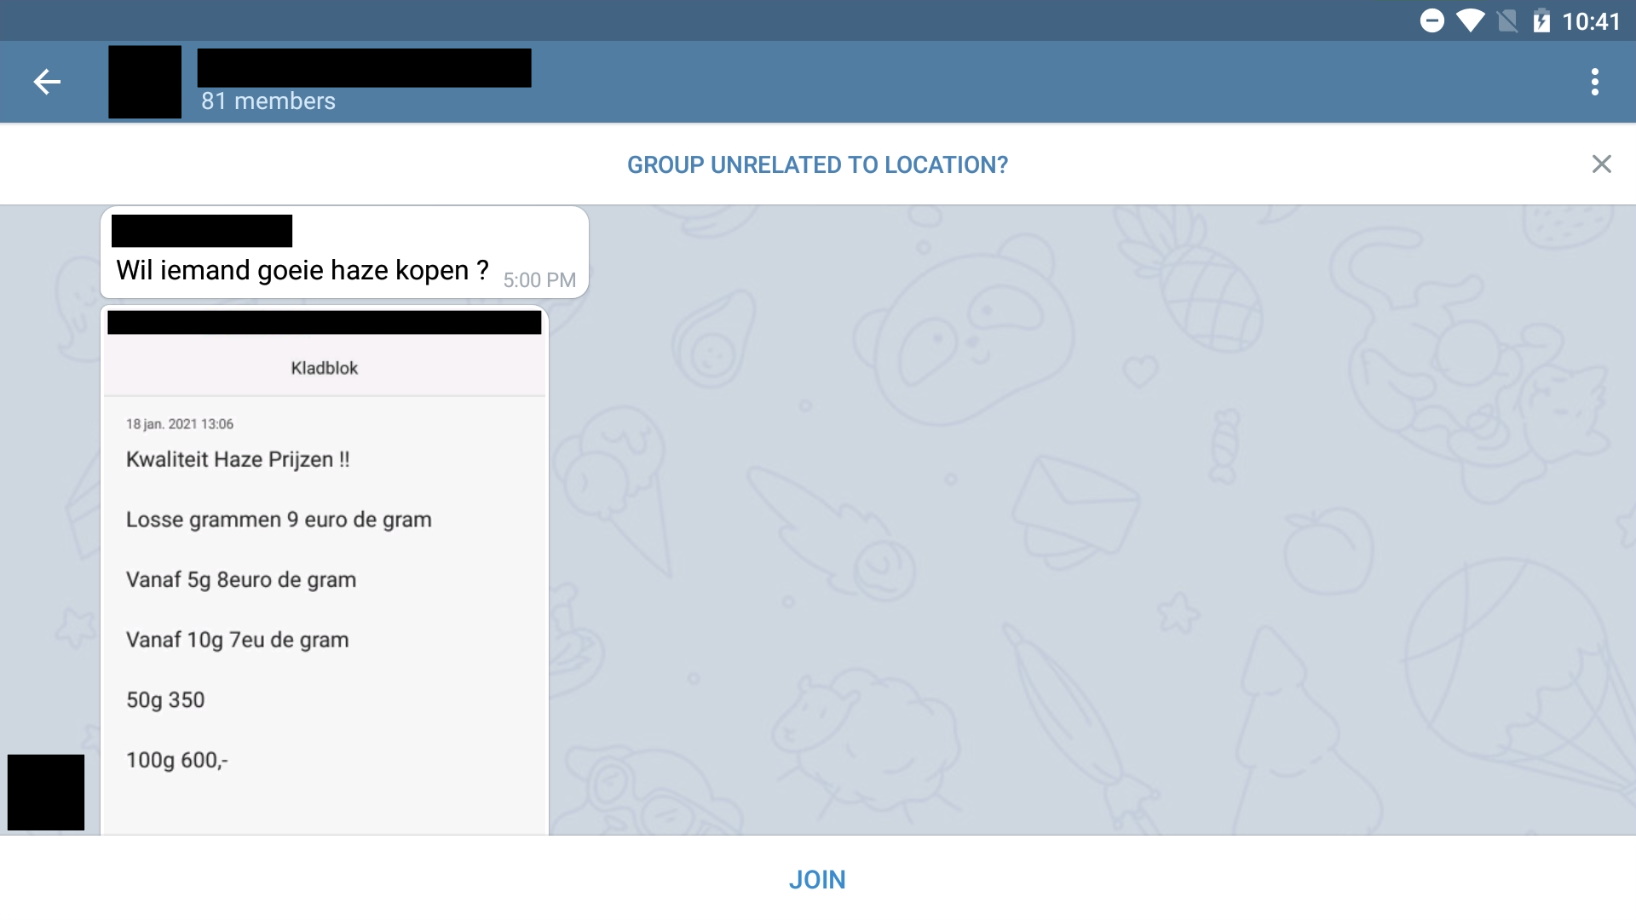 10:41
81 members
GROUP UNRELATED TO LOCATION?
Wil iemand goeie haze kopen ?
5:00 PM
Kladblok
18 jan. 2021 13:06
Kwaliteit Haze Prijzen !!
Losse grammen 9 euro de gram
Vanaf 5g 8euro de gram
Vanaf 10g 7eu de gram
50g 350
100g 600,-
JOIN